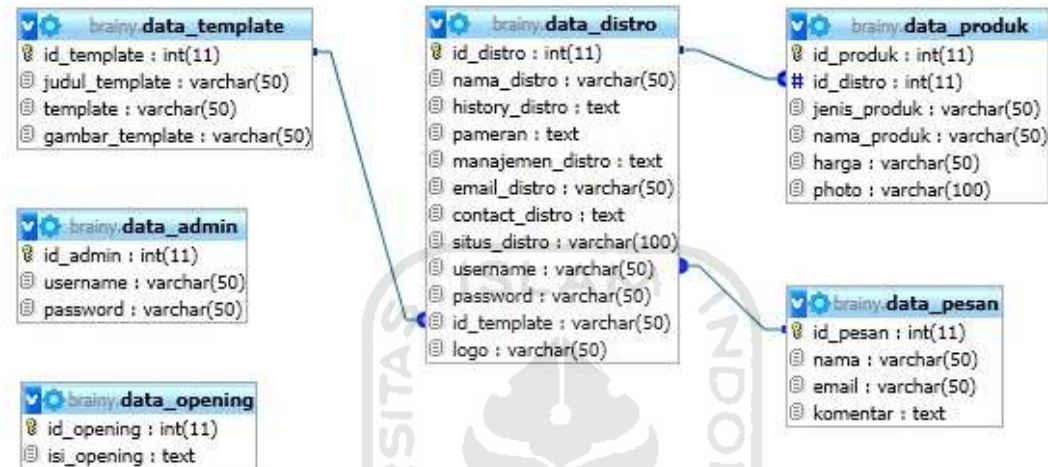 brainy.data_template
id_template : int(11)
judul_template : varchar(50)
template : varchar(50)
gambar_template : varchar(50)
brainy.data_admin
id_admin : int(11)
username : varchar(50)
password : varchar(50)
brainy.data_opening
id_opening : int(11)
isi_opening : text
brainy.data_distro
id_distro : int(11)
nama_distro : varchar(50)
history_distro : text
pameran : text
manajemen_distro : text
email_distro : varchar(50)
contact_distro : text
situs_distro : varchar(100)
username : varchar(50)
password : varchar(50)
id_template : varchar(50)
logo : varchar(50)
brainy.data_produk
id_produk : int(11)
# id_distro : int(11)
jenis_produk : varchar(50)
nama_produk : varchar(50)
harga : varchar(50)
photo : varchar(100)
brainy.data_pesan
id_pesan : int(11)
nama : varchar(50)
email : varchar(50)
komentar : text
ISLAM